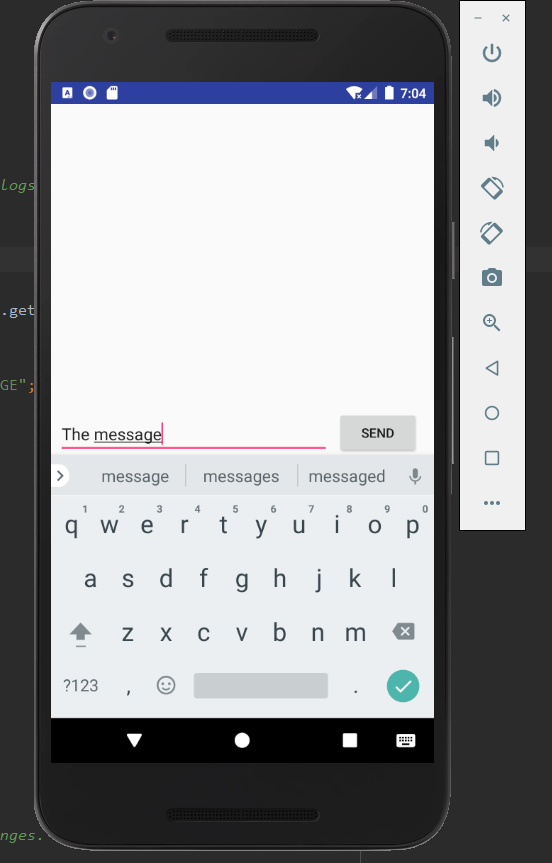 A 7:04
logs
.get
GE";
The message
SEND
message messages messaged
1 2 3 4 5 6 7 8 9 0
q w e r t y u i o p
a s d f g h j k l
z x c v b n m
?123 , .
nges.